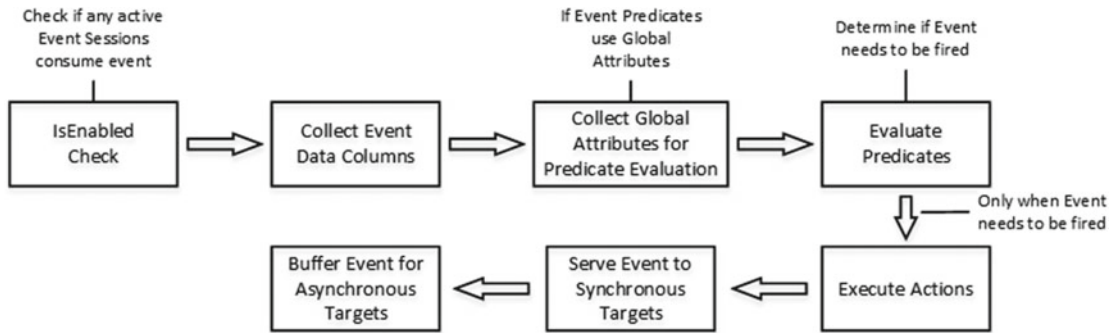 Check if any active
Event Sessions
consume event
If Event Predicates
use Global
Attributes
Determine if Event
needs to be fired
IsEnabled
Check
Collect Event
Data Columns
Collect Global
Attributes for
Predicate Evaluation
Evaluate
Predicates
Only when Event
needs to be fired
Buffer Event for
Asynchronous
Targets
Serve Event to
Synchronous
Targets
Execute Actions